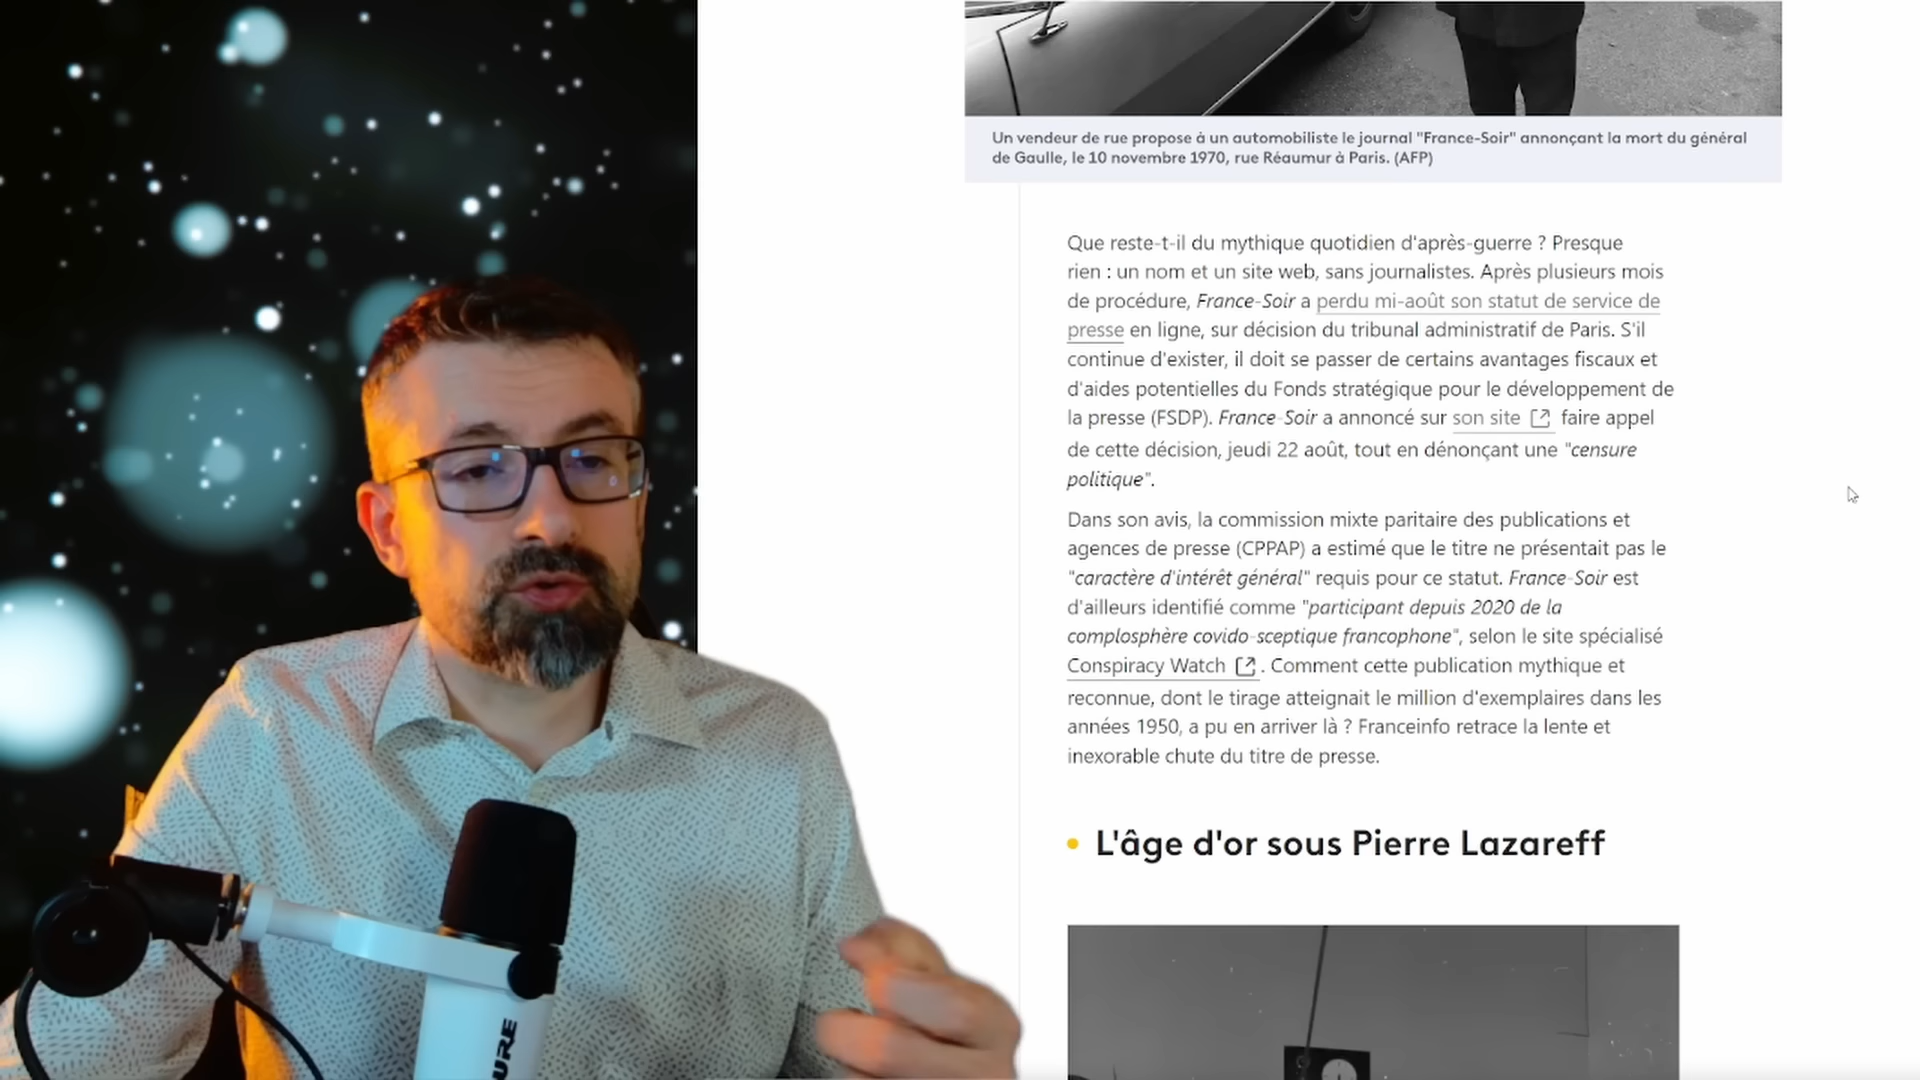 Un vendeur de rue propose à un automobiliste le journal "France-Soir" annonçant la mort du général
de Gaulle, le 10 novembre 1970, rue Réaumur à Paris. (AFP)
Que reste-t-il du mythique quotidien d'après-guerre ? Presque
rien : un nom et un site web, sans journalistes. Après plusieurs mois
de procédure, France-Soir a perdu mi-août son statut de service de
presse en ligne, sur décision du tribunal administratif de Paris. S'il
continue d'exister, il doit se passer de certains avantages fiscaux et
d'aides potentielles du Fonds stratégique pour le développement de
la presse (FSDP). France-Soir a annoncé sur son site faire appel
de cette décision, jeudi 22 août, tout en dénonçant une "censure
politique".
Dans son avis, la commission mixte paritaire des publications et
agences de presse (CPPAP) a estimé que le titre ne présentait pas le
"caractère d'intérêt général" requis pour ce statut. France-Soir est
d'ailleurs identifié comme "participant depuis 2020 de la
complosphère covido-sceptique francophone", selon le site spécialisé
Conspiracy Watch . Comment cette publication mythique et
reconnue, dont le tirage atteignait le million d'exemplaires dans les
années 1950, a pu en arriver là ? Franceinfo retrace la lente et
inexorable chute du titre de presse.
L'âge d'or sous Pierre Lazareff
URE